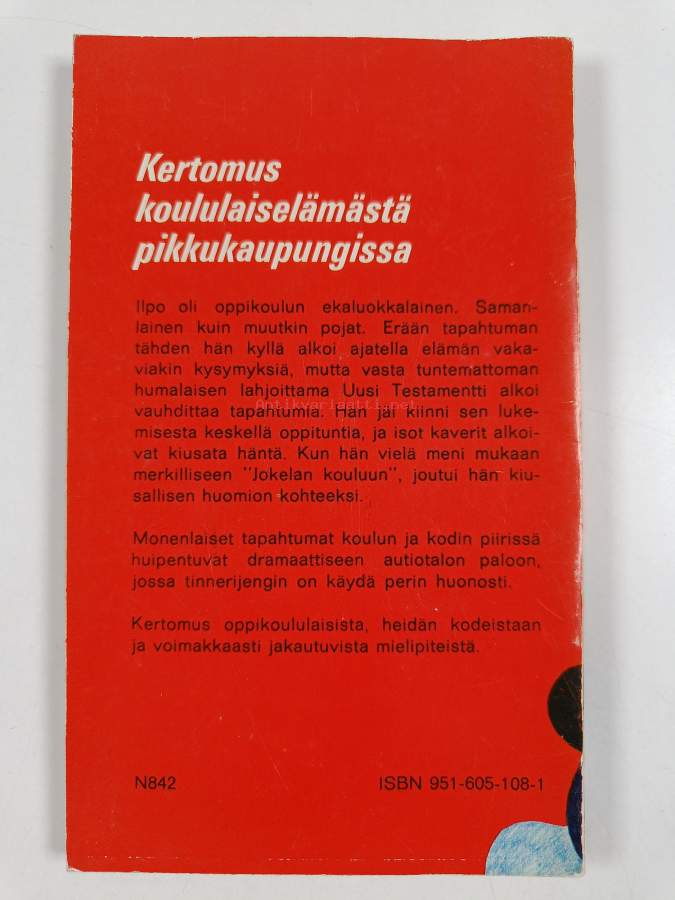 Kertomus
koululaiselämästä
pikkukaupungissa
Ilpo oli oppikoulun ekaluokkalainen. Saman-
lainen kuin muutkin pojat. Erään tapahtuman
tähden hän kyllä alkoi ajatella elämän vaka-
viakin kysymyksiä, mutta vasta tuntemattoman
humalaisen lahjoittama Uusi Testamentti alkoi
Antikvariaatti.net
vauhdittaa tapahtumia. Hän jäi kiinni sen luke-
misesta keskellä oppituntia, ja isot kaverit alkoi-
vat kiusata häntä. Kun hän vielä meni mukaan
merkilliseen "Jokelan kouluun", joutui hän kiu-
sallisen huomion kohteeksi.
Monenlaiset tapahtumat koulun ja kodin piirissä
huipentuvat dramaattiseen autiotalon paloon,
jossa tinnerijengin on käydä perin huonosti.
Kertomus oppikoululaisista, heidän kodeistaan
ja voimakkaasti jakautuvista mielipiteistä.
N842
ISBN 951-605-108-1